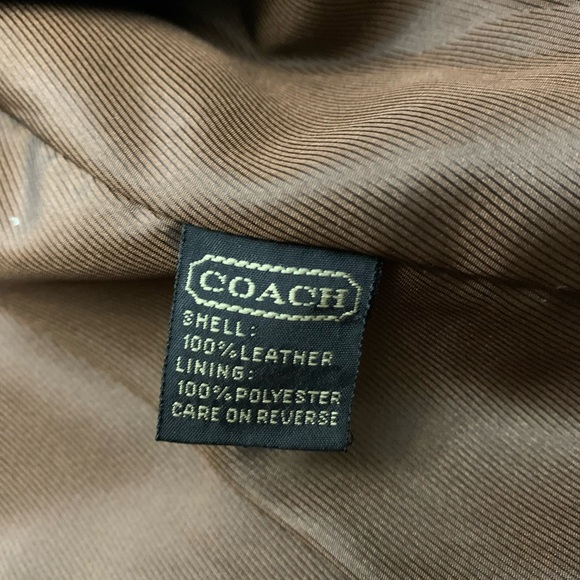 COACH
SHELL:
100% LEATHER
LINING:
100% POLYESTER
CARE ON REVERSE